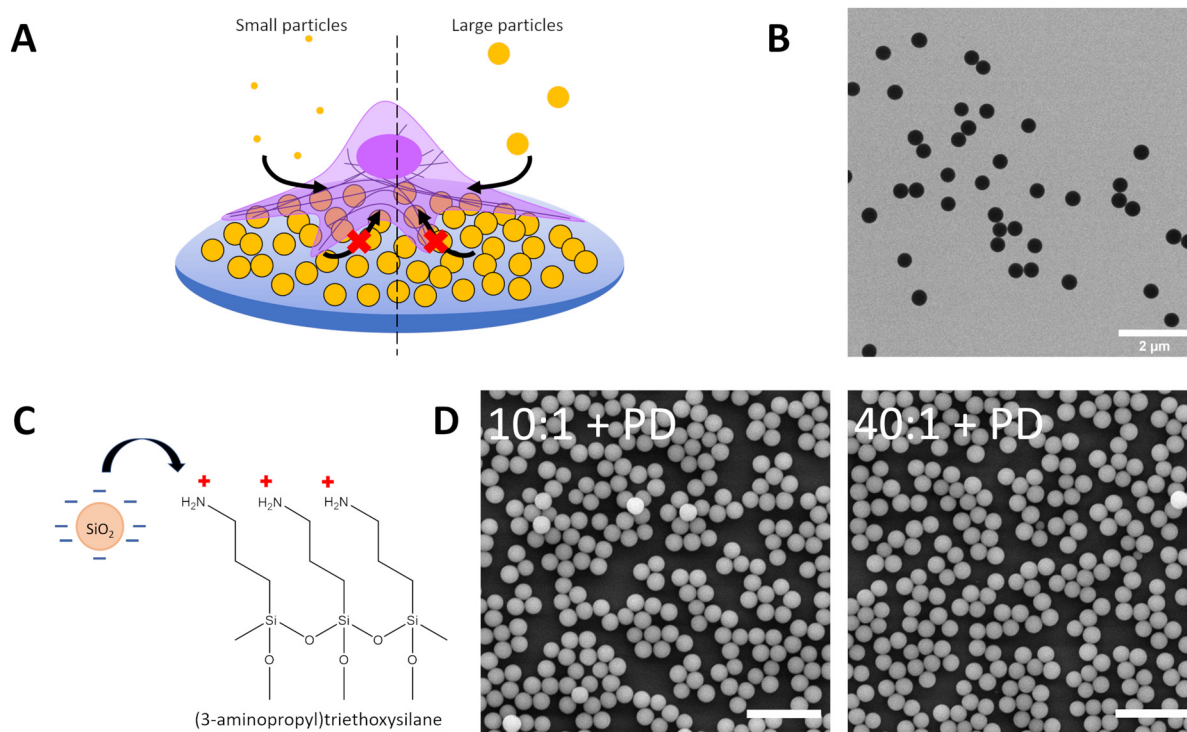 A
Small particles
Large particles
B
2 µm
C
SiO₂
+ + +
H₂N H₂N H₂N
Si Si Si
O O
O O O
(3-aminopropyl)triethoxysilane
D
10:1 + PD
40:1 + PD